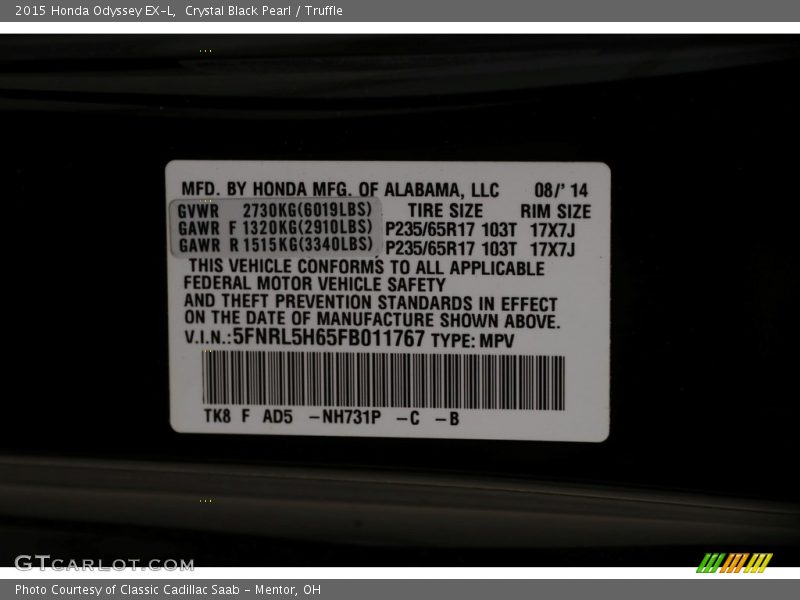 2015 Honda Odyssey EX-L,  Crystal Black Pearl / Truffle
MFD. BY HONDA MFG. OF ALABAMA, LLC 08/' 14
GVWR 2730KG(6019LBS) TIRE SIZE RIM SIZE
GAWR F 1320KG(2910LBS) P235/65R17 103T 17X7J
GAWR R 1515KG(3340LBS) P235/65R17 103T 17X7J
THIS VEHICLE CONFORMS TO ALL APPLICABLE
FEDERAL MOTOR VEHICLE SAFETY
AND THEFT PREVENTION STANDARDS IN EFFECT
ON THE DATE OF MANUFACTURE SHOWN ABOVE.
V.I.N.:5FNRL5H65FB011767 TYPE: MPV
TK8 F AD5 -NH731P -C -B
GTCARLOT.COM
Photo Courtesy of Classic Cadillac Saab - Mentor, OH